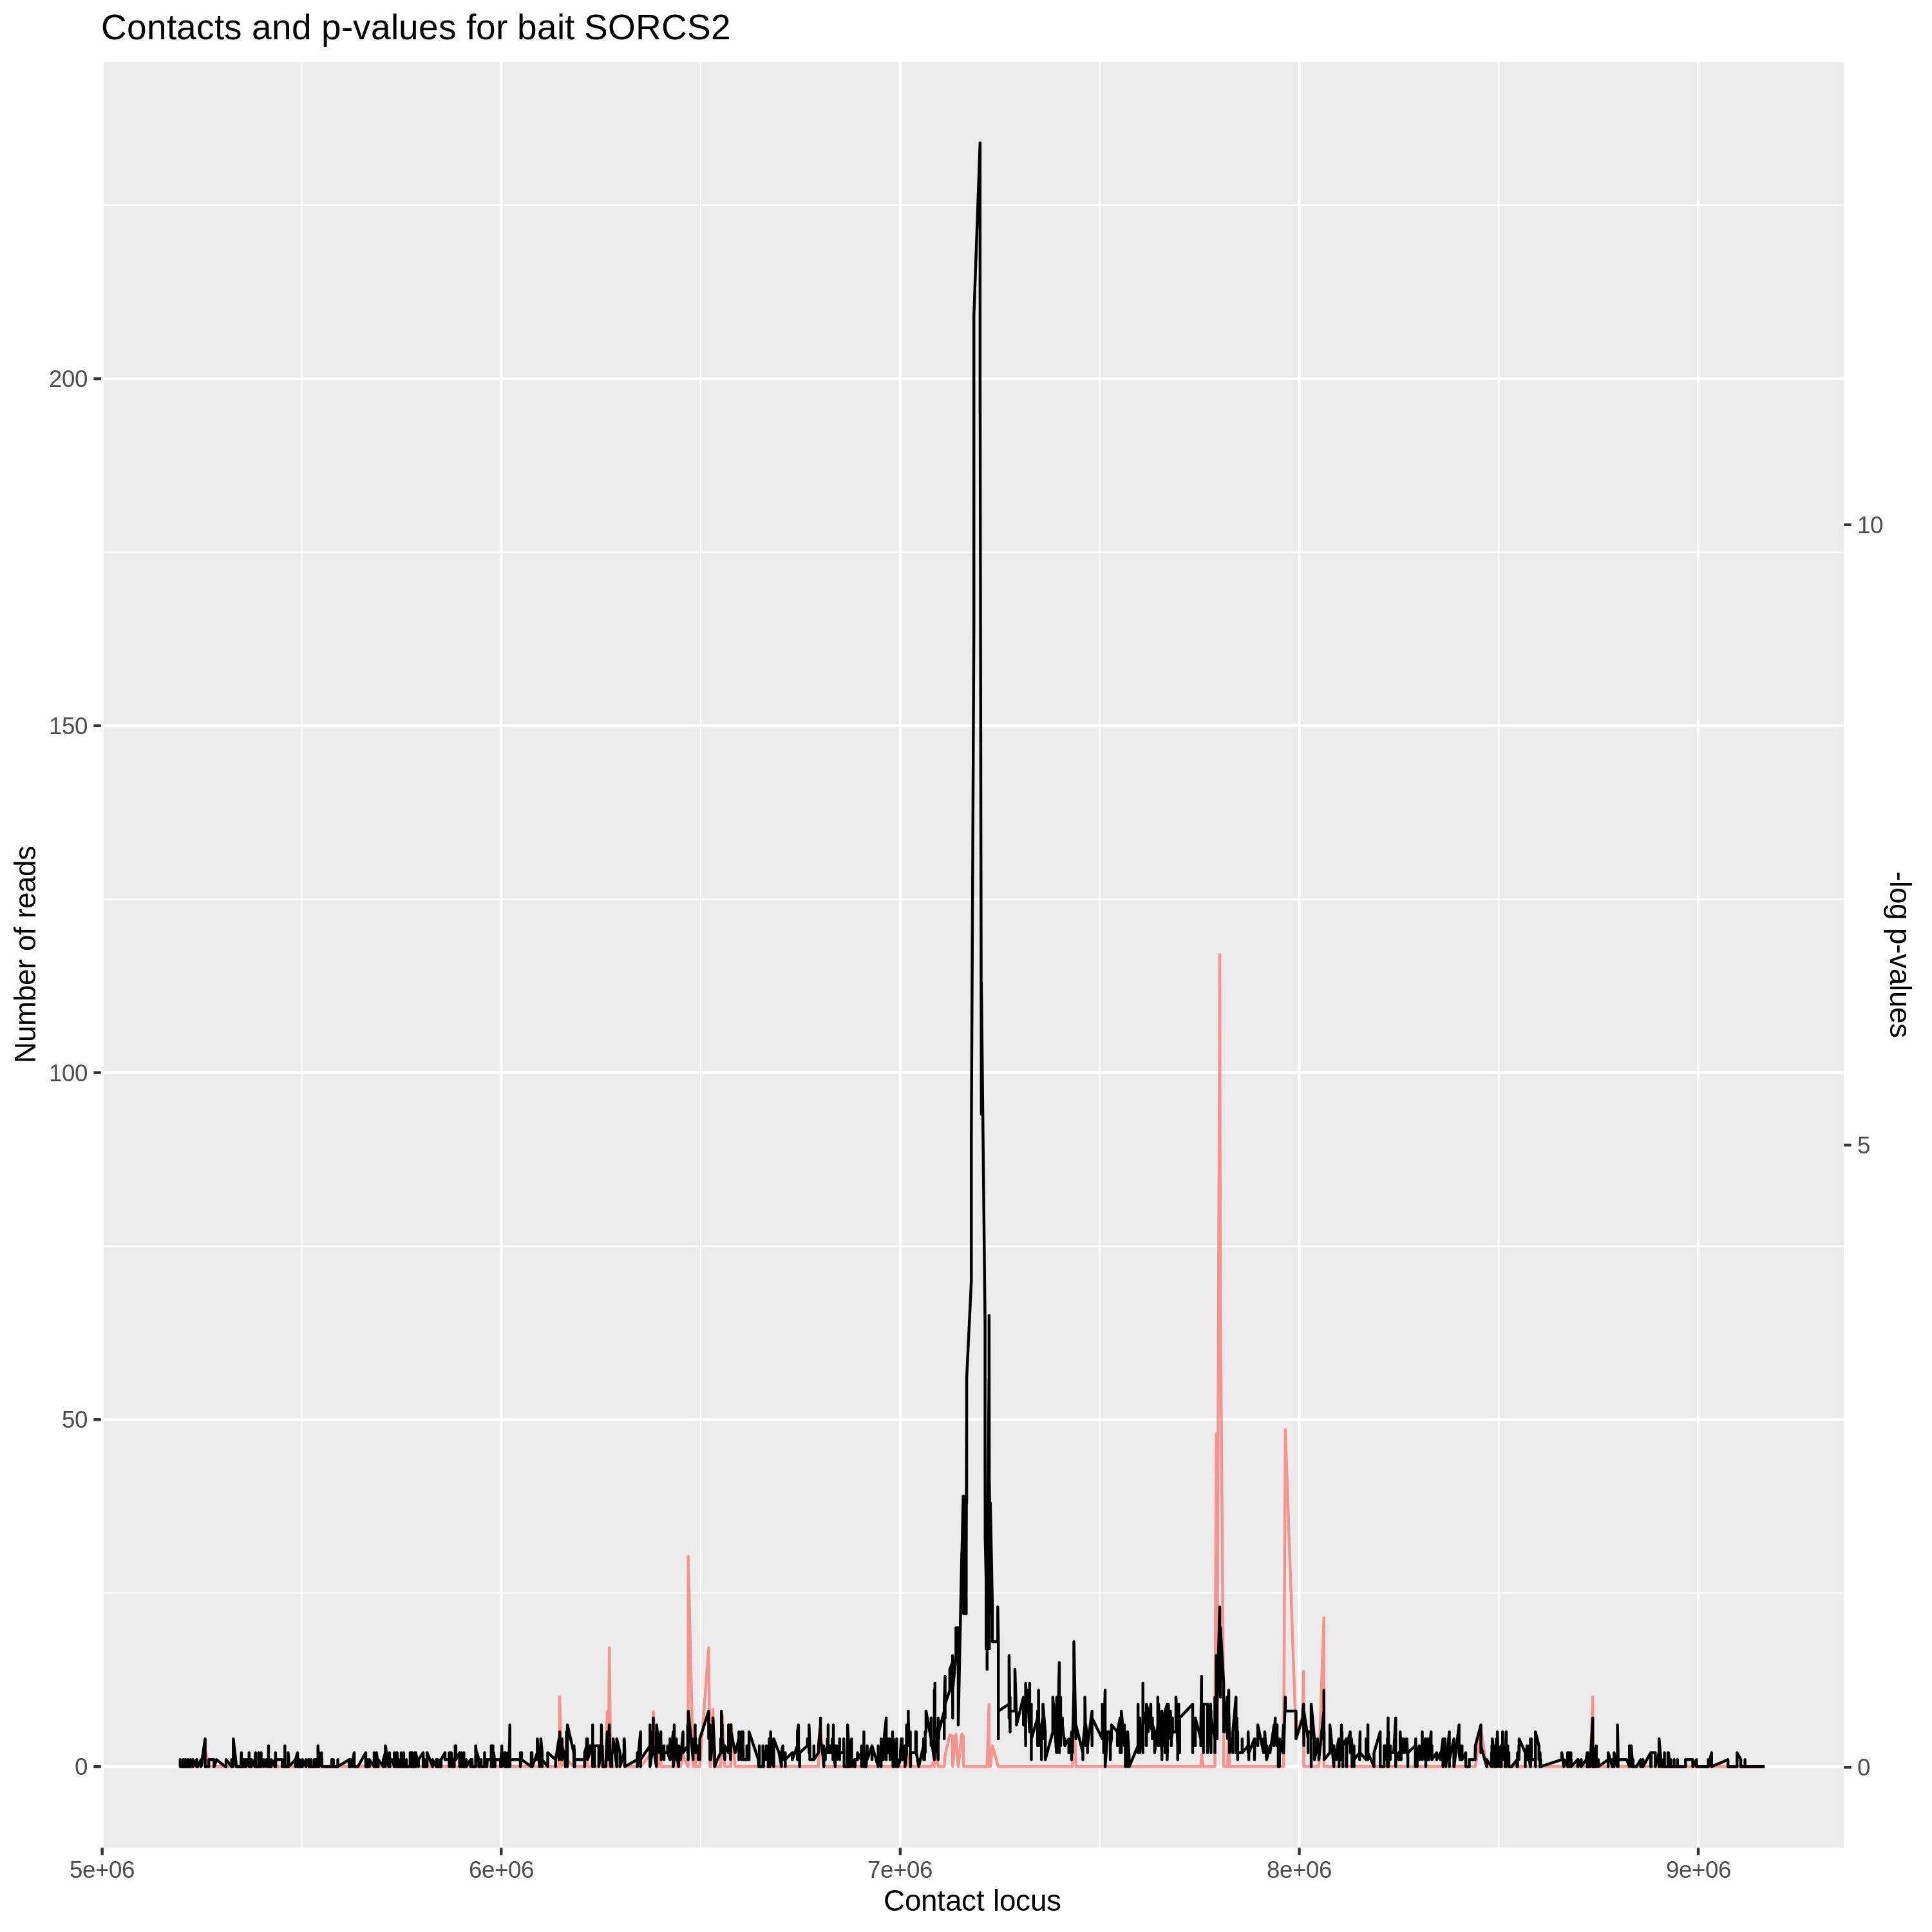 Contacts and p-values for bait SORCS2
200
150
100
50
0
Number of reads
10
5
0
-log p-values
5e+06
6e+06
7e+06
8e+06
9e+06
Contact locus